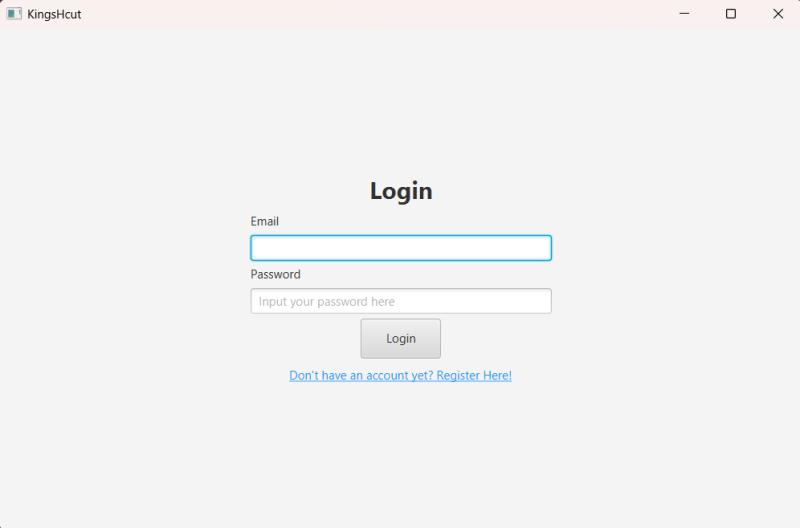 KingsHcut
Login
Email
Password
Input your password here
Login
Don't have an account yet? Register Here!